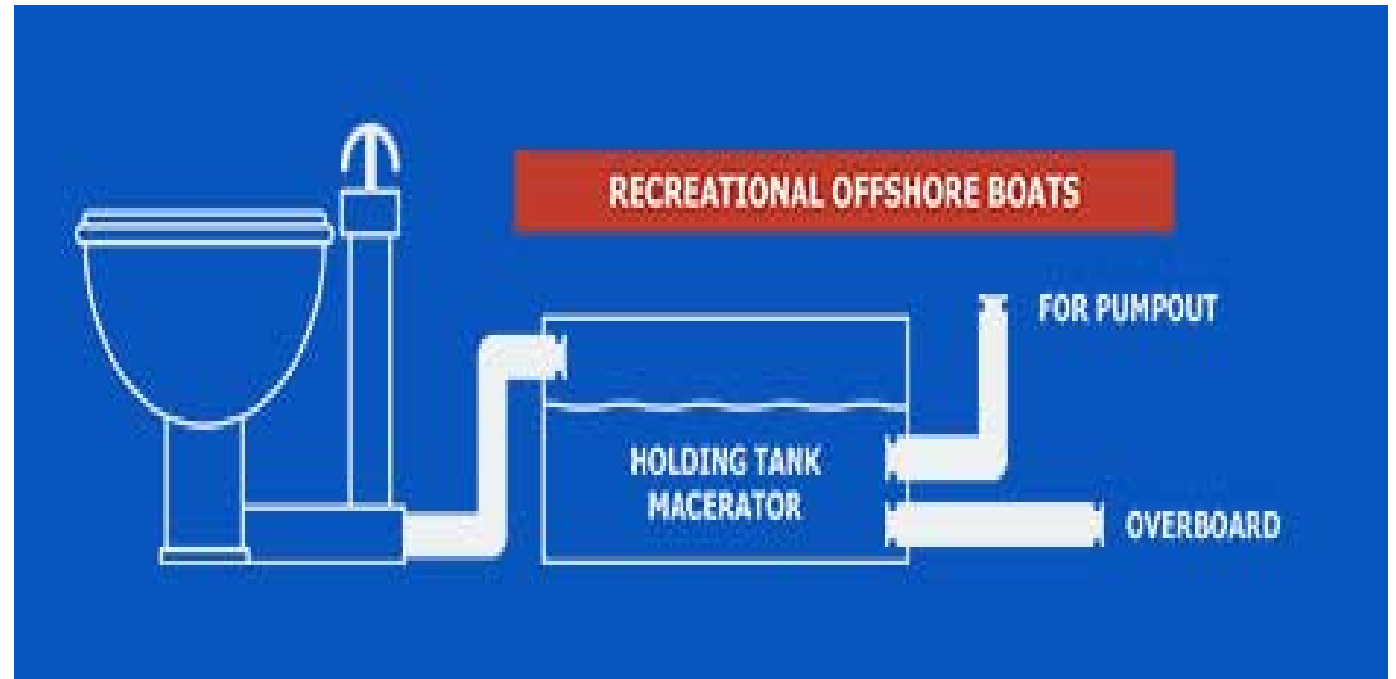 RECREATIONAL OFFSHORE BOATS
FOR PUMPOUT
HOLDING TANK
MACERATOR
OVERBOARD